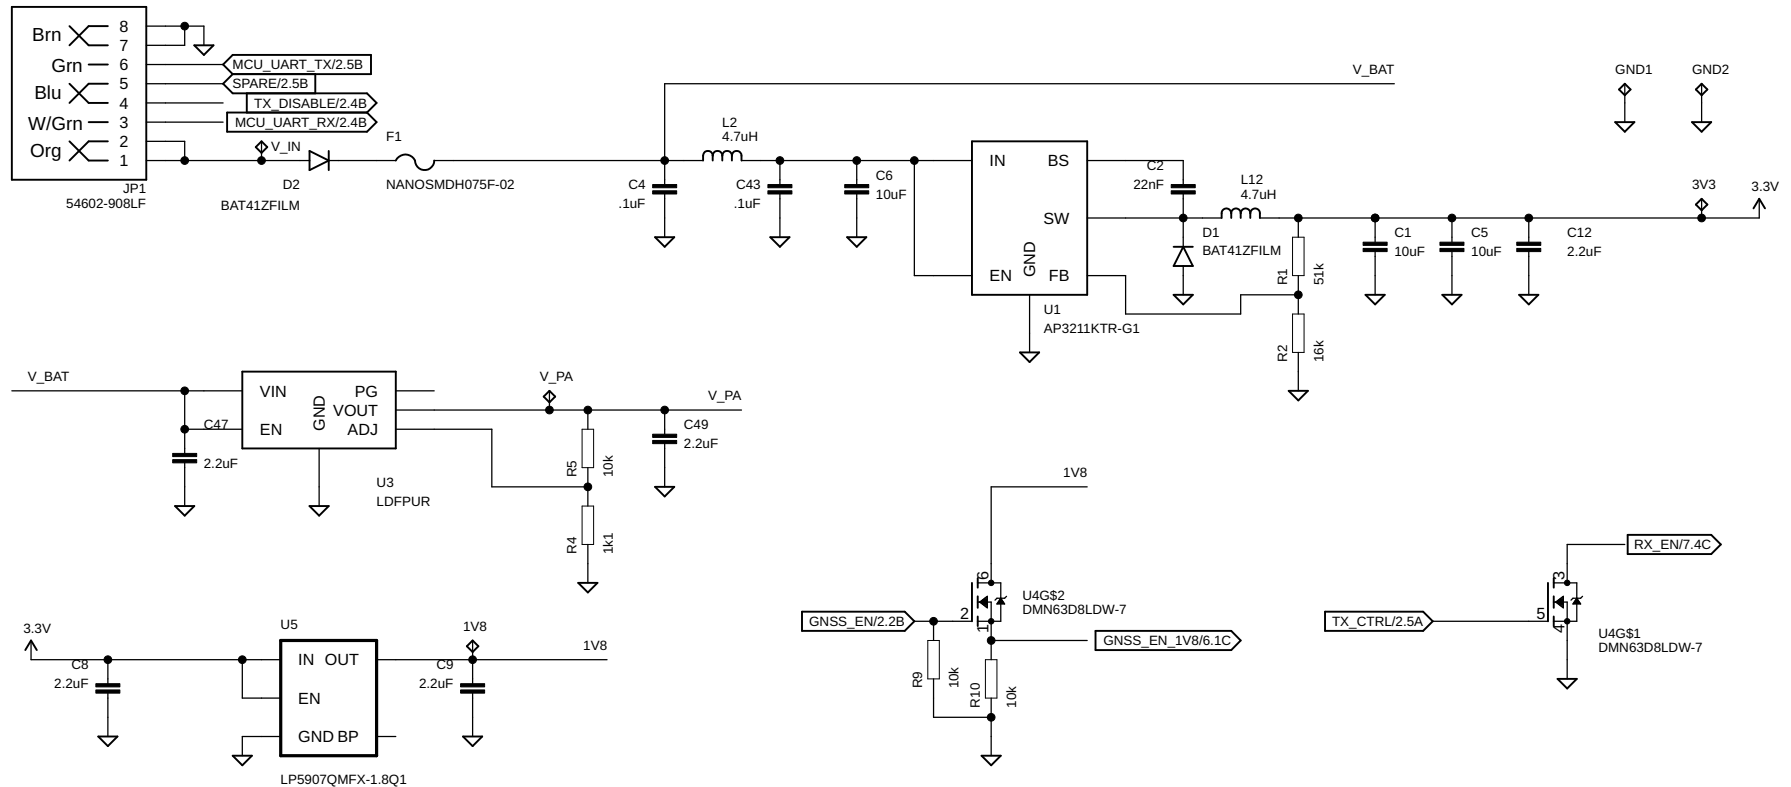 Brn
8
7
Grn
6
MCU_UART_TX/2.5B
Blu
5
SPARE/2.5B
4
TX_DISABLE/2.4B
W/Grn
3
MCU_UART_RX/2.4B
Org
2
1
JP1
54602-908LF
V_IN
D2
BAT41ZFILM
F1
NANOSMDH075F-02
V_BAT
C4
.1uF
L2
4.7uH
C43
.1uF
C6
10uF
IN
BS
SW
EN
GND
FB
U1
AP3211KTR-G1
C2
22nF
L12
4.7uH
D1
BAT41ZFILM
R1
51k
R2
16k
C1
10uF
C5
10uF
C12
2.2uF
3V3
3.3V
GND1
GND2
V_BAT
C47
2.2uF
VIN
PG
GND
VOUT
EN
ADJ
U3
LDFPUR
V_PA
V_PA
R5
10k
R4
1k1
C49
2.2uF
3.3V
C8
2.2uF
U5
IN OUT
EN
GND BP
LP5907QMFX-1.8Q1
1V8
C9
2.2uF
1V8
1V8
GNSS_EN/2.2B
2
6
1
U4G$2
DMN63D8LDW-7
GNSS_EN_1V8/6.1C
R9
10k
R10
10k
TX_CTRL/2.5A
5
3
4
RX_EN/7.4C
U4G$1
DMN63D8LDW-7